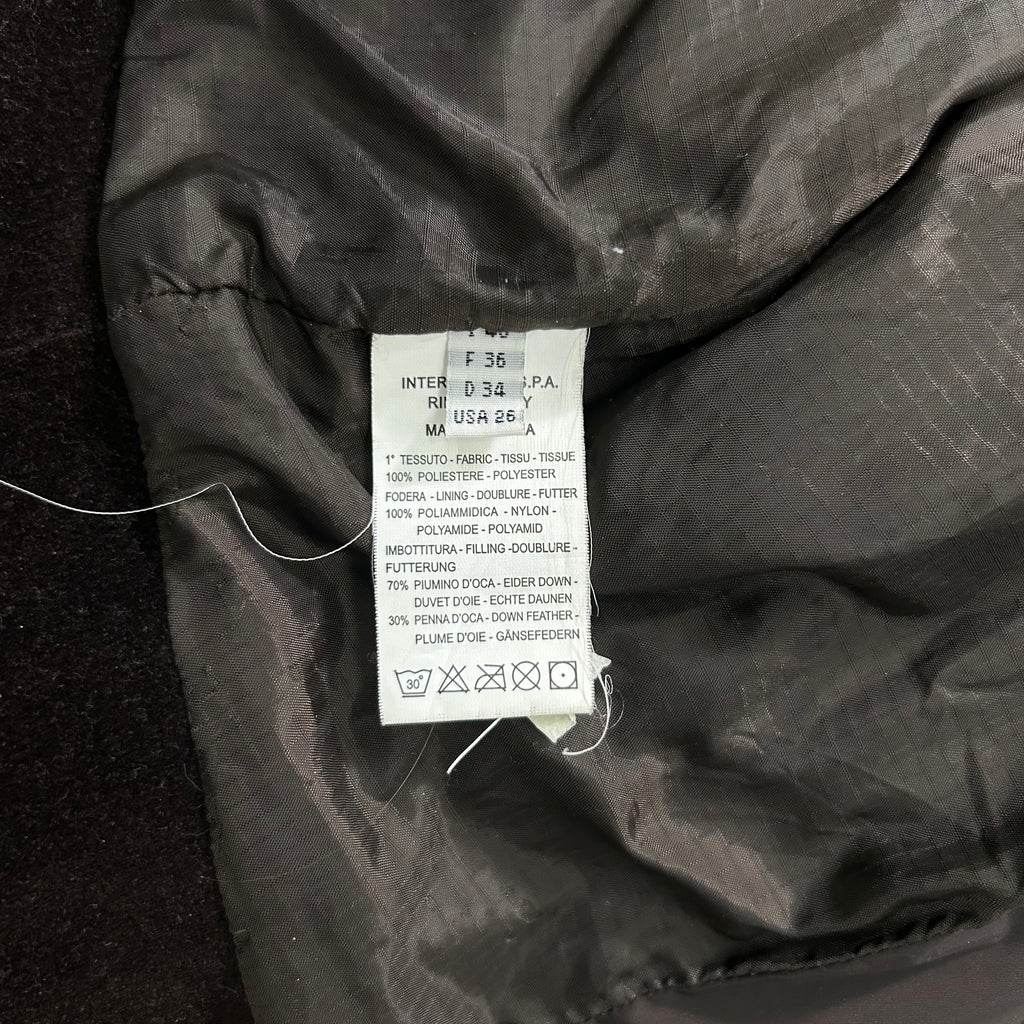 F 36
D 34
USA 26
S.P.A.
1° TESSUTO - FABRIC - TISSU - TISSUE
100% POLIESTERE - POLYESTER
FODERA - LINING - DOUBLURE - FUTTER
100% POLIAMMIDICA - NYLON -
POLYAMIDE - POLYAMID
IMBOTTITURA - FILLING -DOUBLURE -
FUTTERUNG
70% PIUMINO D'OCA - EIDER DOWN -
DUVET D'OIE - ECHTE DAUNEN
30% PENNA D'OCA - DOWN FEATHER -
PLUME D'OIE - GÄNSEFEDERN
30°